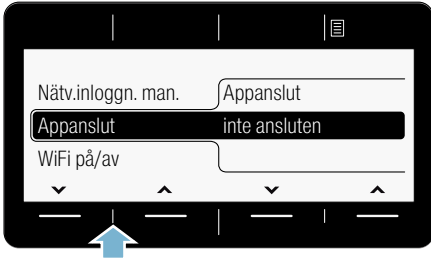 Nätv.inloggn. man. Appanslut
Appanslut inte ansluten
WiFi på/av